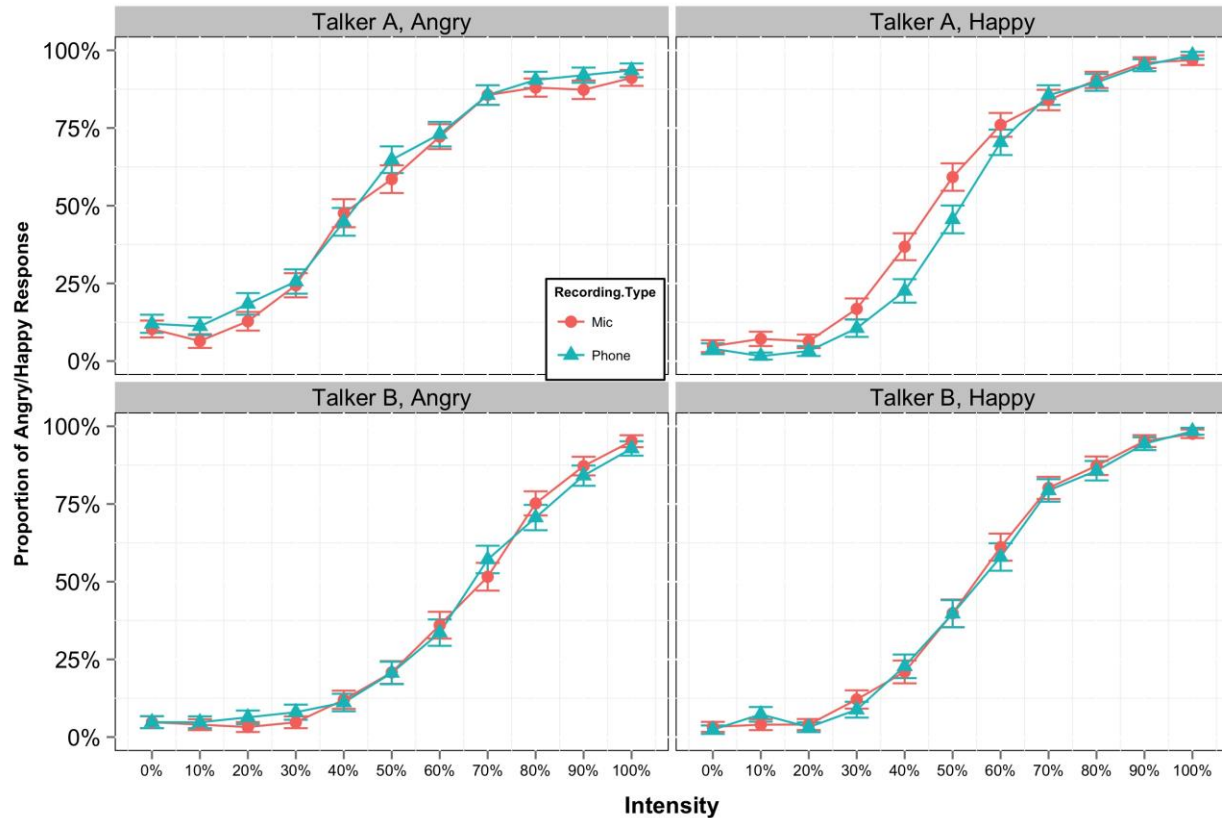 Talker A, Angry
Talker A, Happy
100%
75%
50%
25%
0%
Recording.Type
Mic
Phone
Proportion of Angry/Happy Response
Talker B, Angry
Talker B, Happy
100%
75%
50%
25%
0%
0% 10% 20% 30% 40% 50% 60% 70% 80% 90% 100%
0% 10% 20% 30% 40% 50% 60% 70% 80% 90% 100%
Intensity